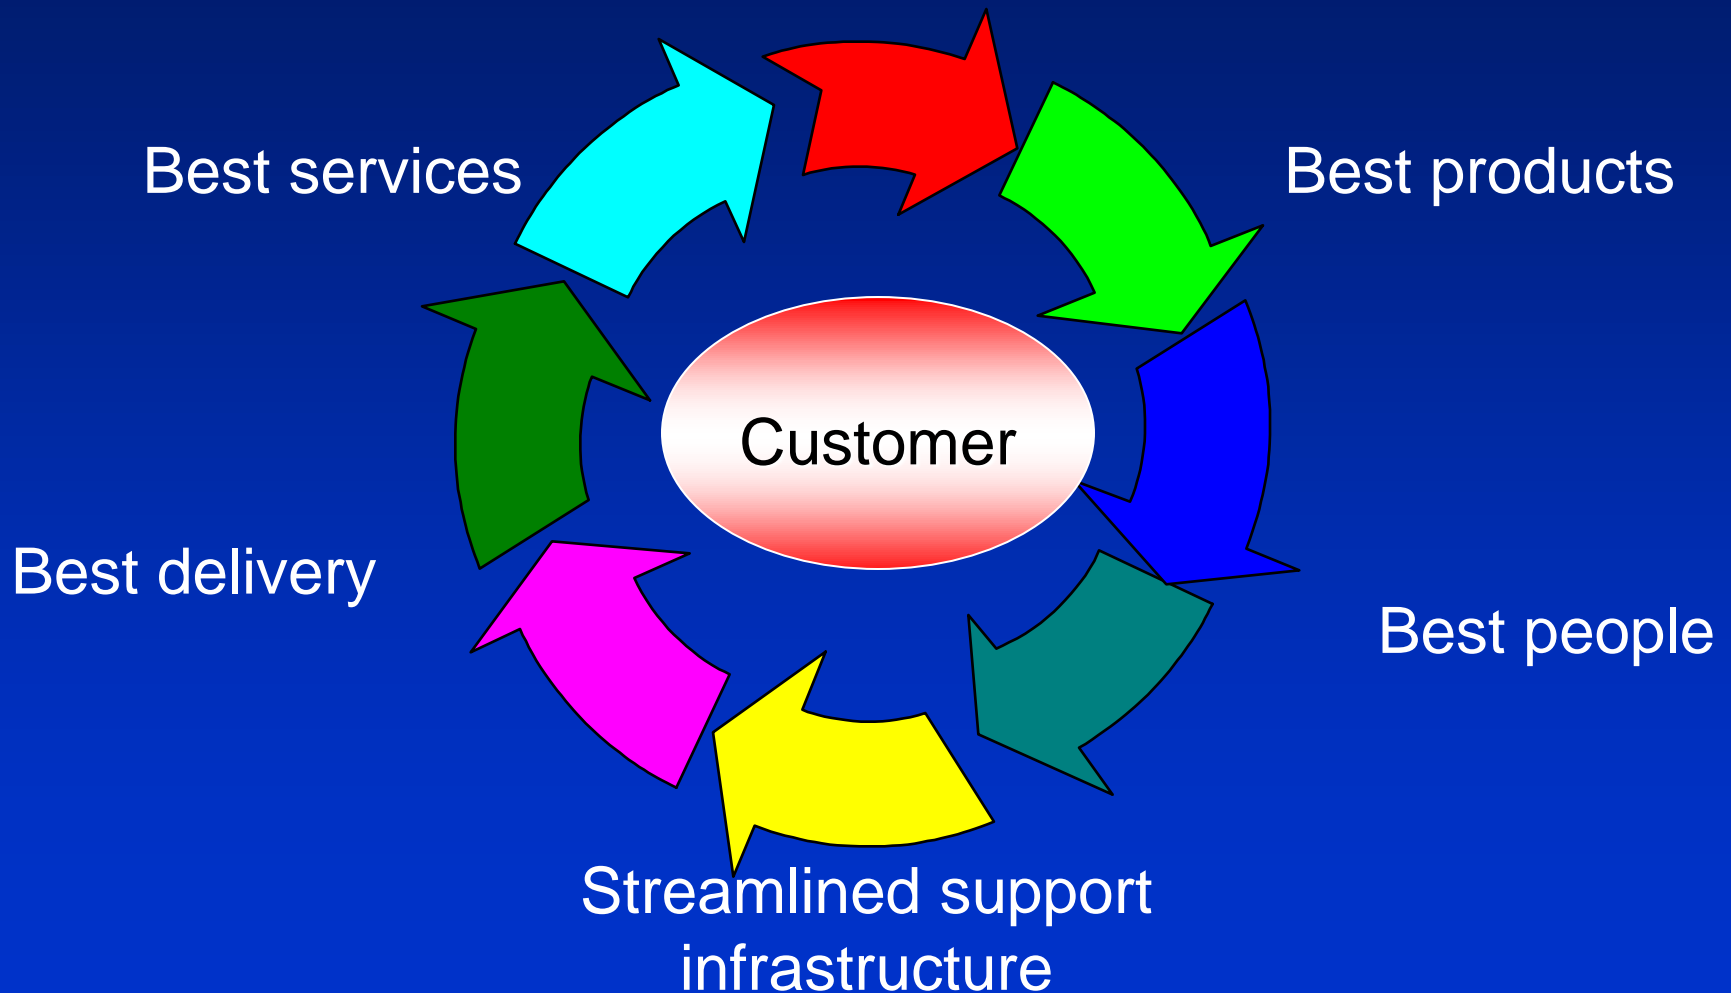 Best services
Best products
Customer
Best delivery
Best people
Streamlined support
infrastructure